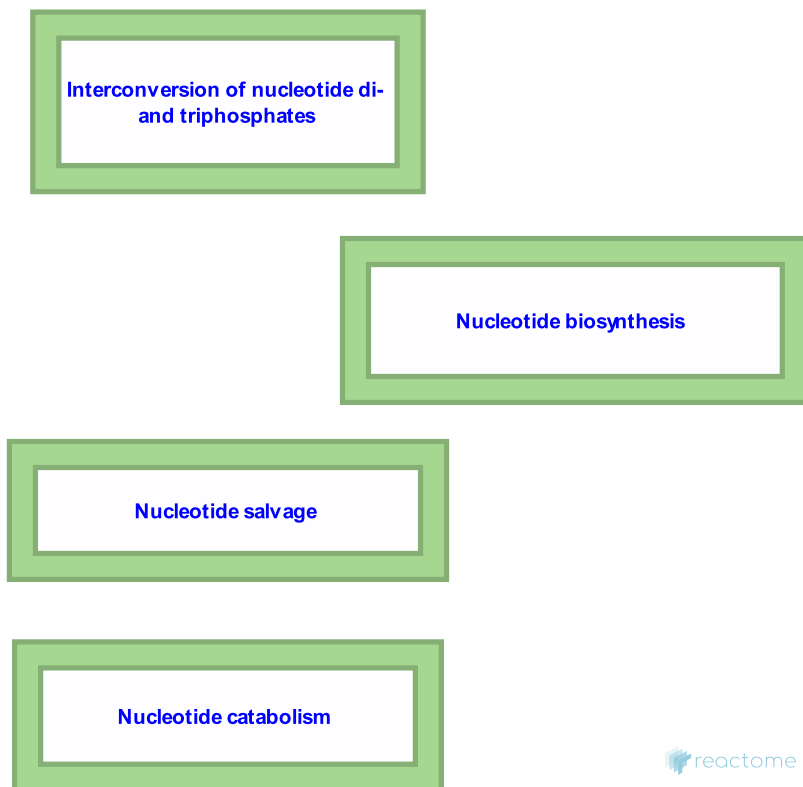 Interconversion of nucleotide di-
and triphosphates
Nucleotide biosynthesis
Nucleotide salvage
Nucleotide catabolism
reactome